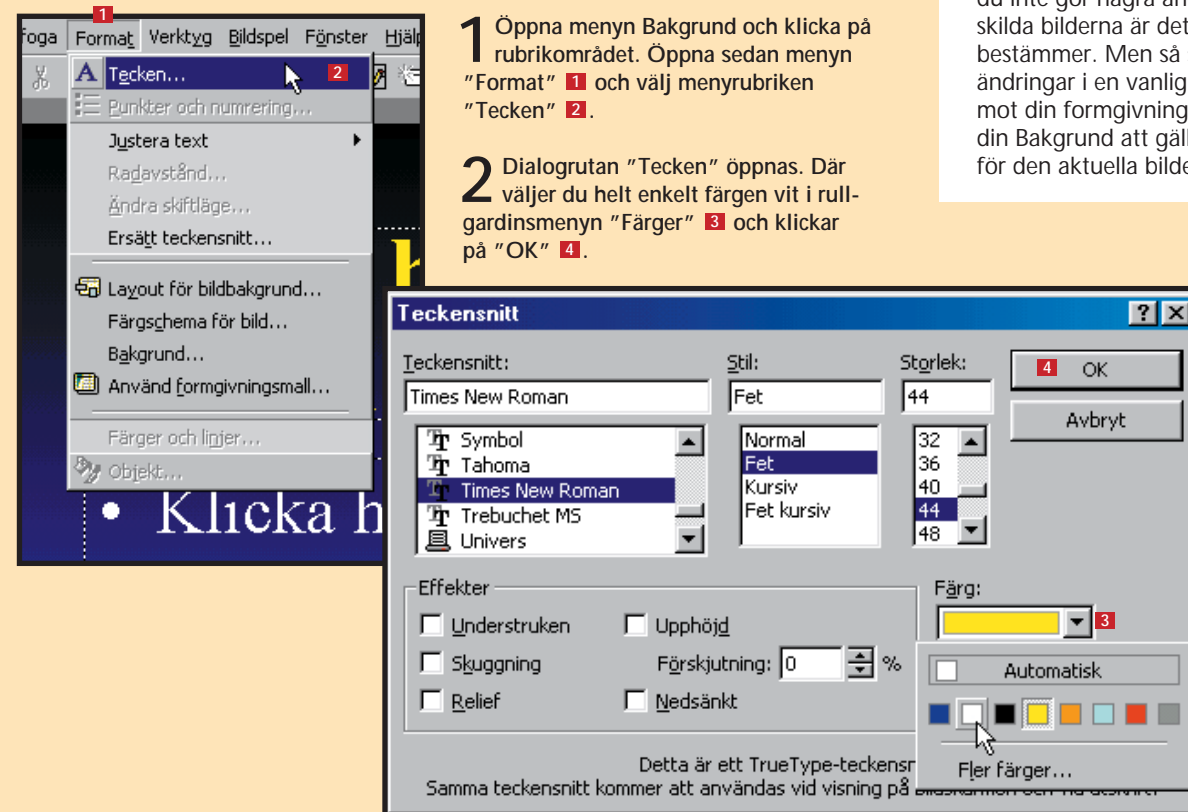 foga Format Verktyg Bildspel Fönster Hjälp
1
Tecken... 2
Punkter och numrering...
Justera text
Radavstånd...
Ändra skiftläge...
Ersätt teckensnitt...
Layout för bildbakgrund...
Färgschema för bild...
Bakgrund...
Använd formgivningsmall...
Färger och linjer...
Objekt...
• Klicka h
1 Öppna menyn Bakgrund och klicka på
rubrikområdet. Öppna sedan menyn
"Format" 1 och välj menyrubriken
"Tecken" 2.
2 Dialogrutan "Tecken" öppnas. Där
väljer du helt enkelt färgen vit i rull-
gardinsmenyn "Färger" 3 och klickar
på "OK" 4.
skilda bilderna är det
bestämmer. Men så
ändringar i en vanlig
mot din formgivning
din Bakgrund att gäl
för den aktuella bilde
Teckensnitt
Teckensnitt: Stil: Storlek:
Times New Roman Fet 44
Symbol
Tahoma
Times New Roman
Trebuchet MS
Univers
Normal
Fet
Kursiv
Fet kursiv
32
36
40
44
48
4 OK
Avbryt
Effekter
Understruken Upphöjd
Skuggning Förskjutning: 0 %
Relief Nedsänkt
Färg:
3
Automatisk
Fler färger...
Detta är ett TrueType-teckensn
Samma teckensnitt kommer att användas vid visning på